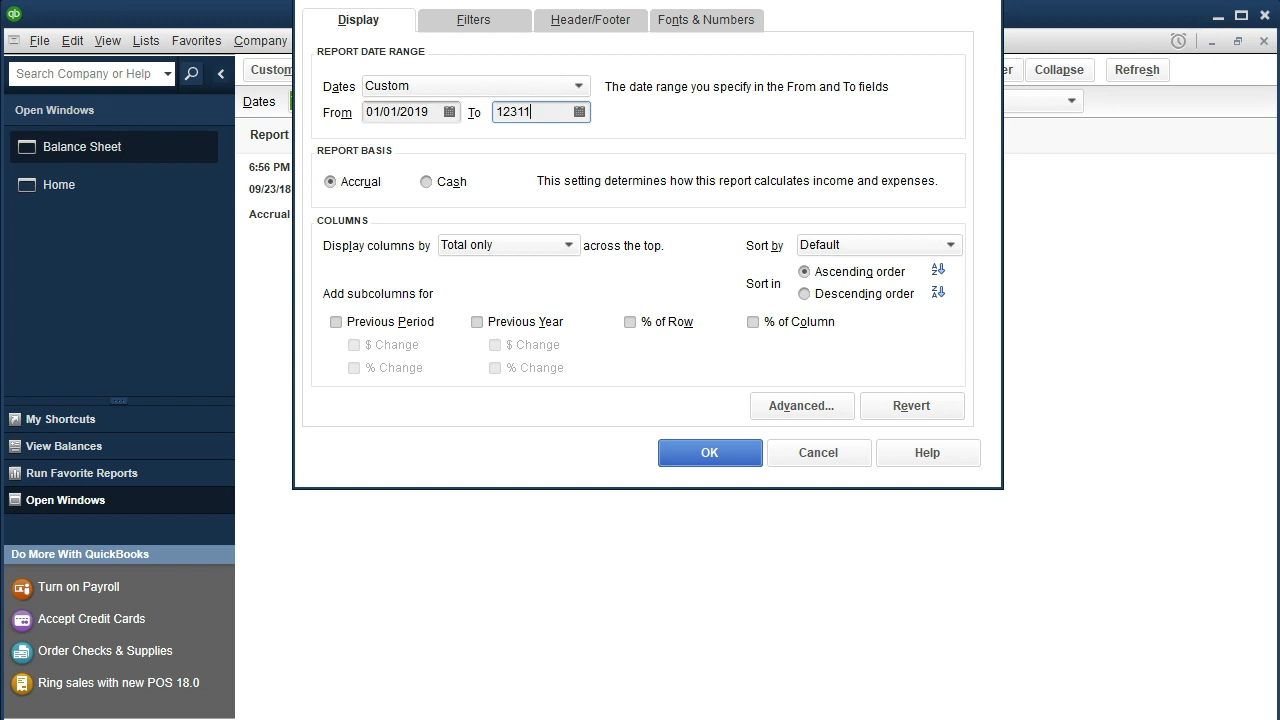 qb
Display Filters Header/Footer Fonts & Numbers
File Edit View Lists Favorites Company
REPORT DATE RANGE
Search Company or Help Custom er Collapse Refresh
Dates Custom The date range you specify in the From and To fields
Open Windows Dates From 01/01/2019 To 12311
Report
Balance Sheet REPORT BASIS
6:56 PM
Home 09/23/18 Accrual Cash This setting determines how this report calculates income and expenses.
Accrual COLUMNS
Display columns by Total only across the top. Sort by Default
Sort in Ascending order
Descending order
Add subcolumns for
Previous Period Previous Year % of Row % of Column
$ Change $ Change
% Change % Change
Advanced... Revert
OK Cancel Help
My Shortcuts
View Balances
Run Favorite Reports
Open Windows
Do More With QuickBooks
Turn on Payroll
Accept Credit Cards
Order Checks & Supplies
Ring sales with new POS 18.0